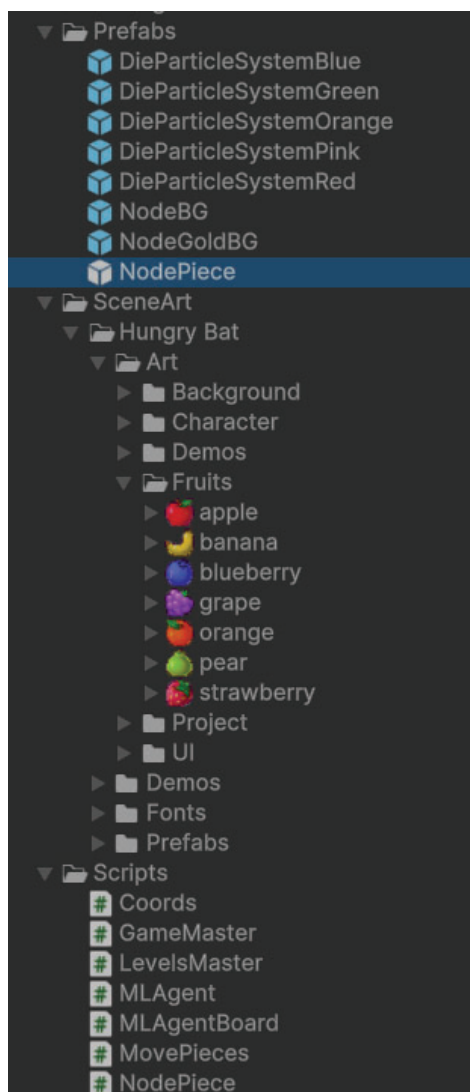 Prefabs
DieParticleSystemBlue
DieParticleSystemGreen
DieParticleSystemOrange
DieParticleSystemPink
DieParticleSystemRed
NodeBG
NodeGoldBG
NodePiece
SceneArt
Hungry Bat
Art
Background
Character
Demos
Fruits
apple
banana
blueberry
grape
orange
pear
strawberry
Project
UI
Demos
Fonts
Prefabs
Scripts
# Coords
# GameMaster
# LevelsMaster
# MLAgent
# MLAgentBoard
# MovePieces
# NodePiece